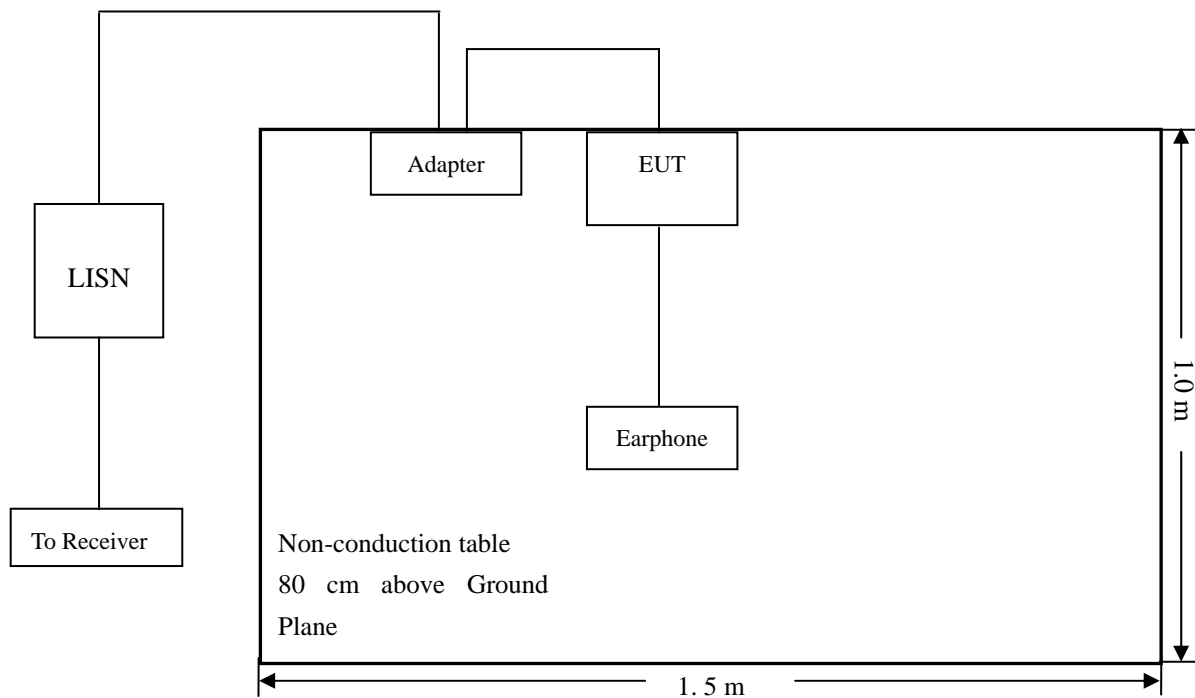 Adapter
EUT
LISN
Earphone
To Receiver
Non-conduction table
80 cm above Ground
Plane
1.0 m
1. 5 m